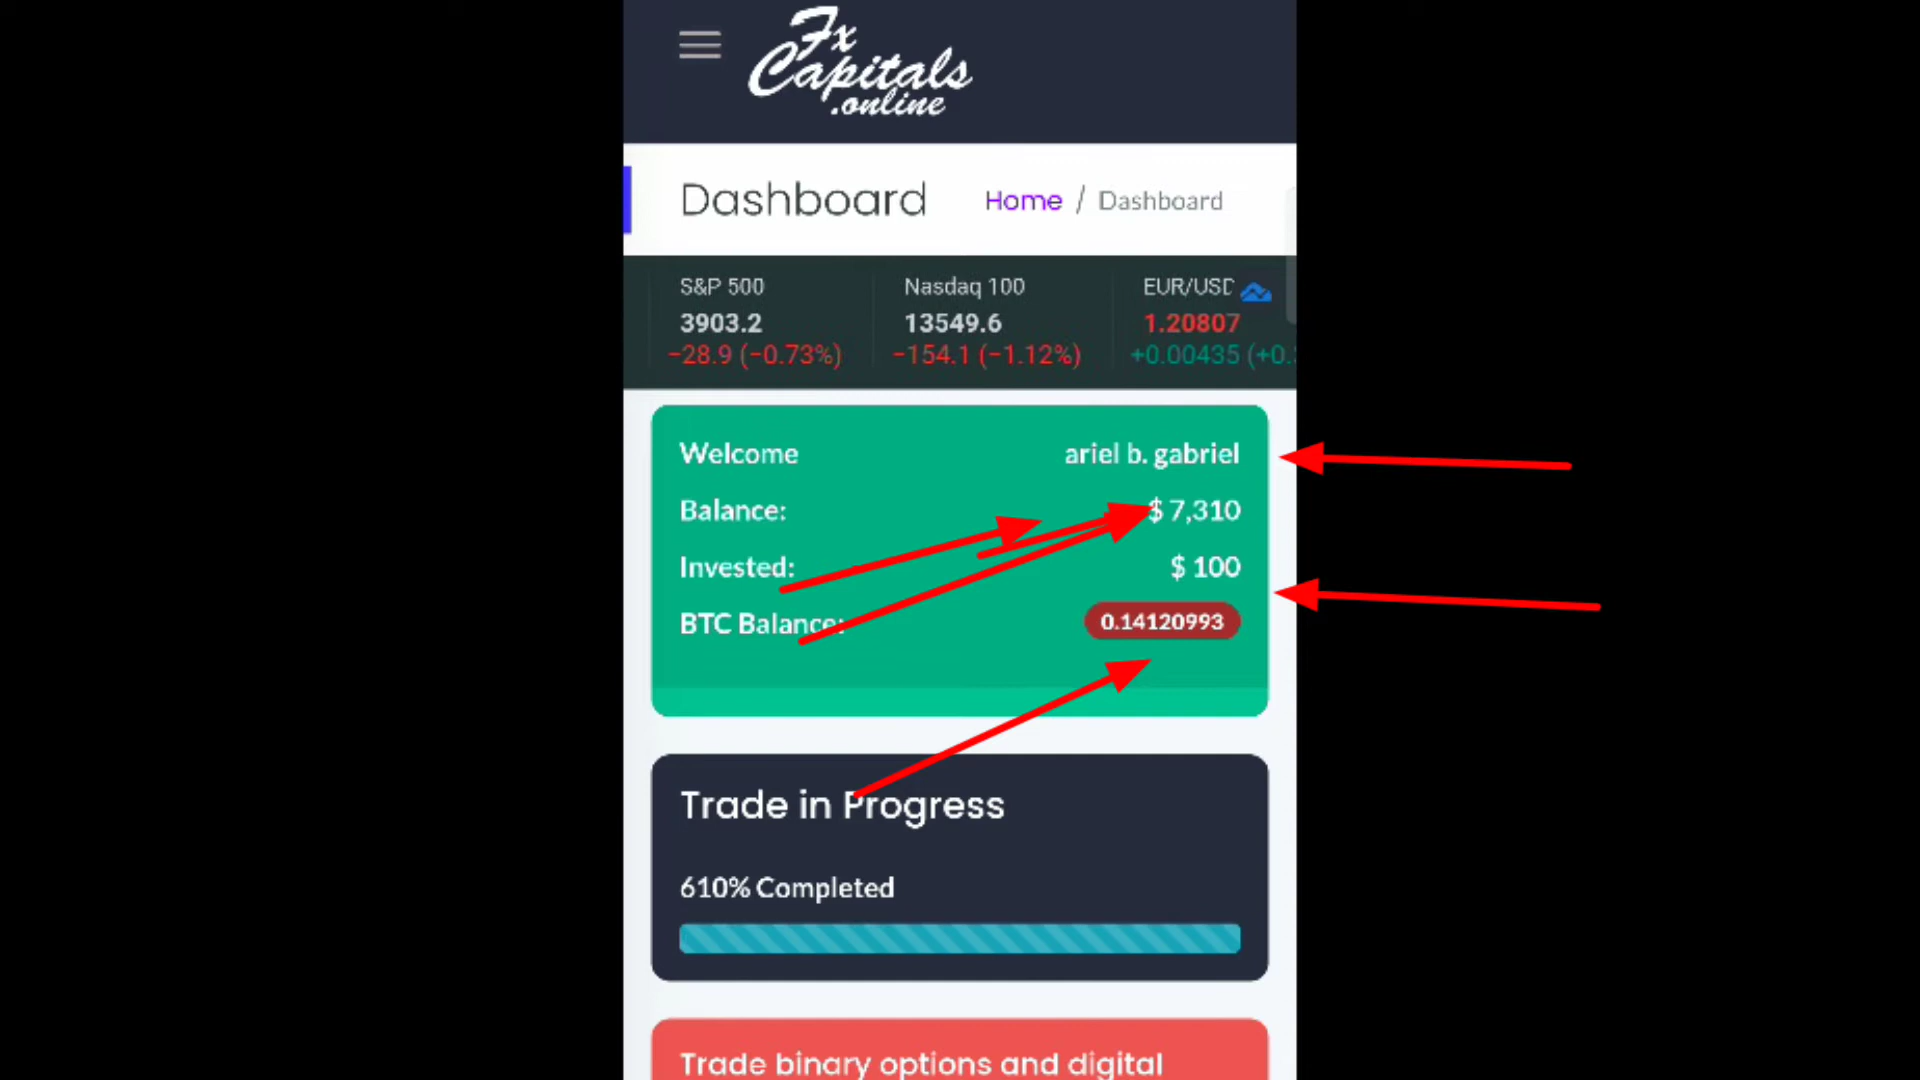 Fx
Capitals
.online
Dashboard
Home / Dashboard
S&P 500
3903.2
−28.9 (−0.73%)
Nasdaq 100
13549.6
−154.1 (−1.12%)
EUR/USD
1.20807
+0.00435 (+0.
Welcome ariel b. gabriel
Balance: $ 7,310
Invested: $ 100
BTC Balance: 0.14120993
Trade in Progress
610% Completed
Trade binary options and digital